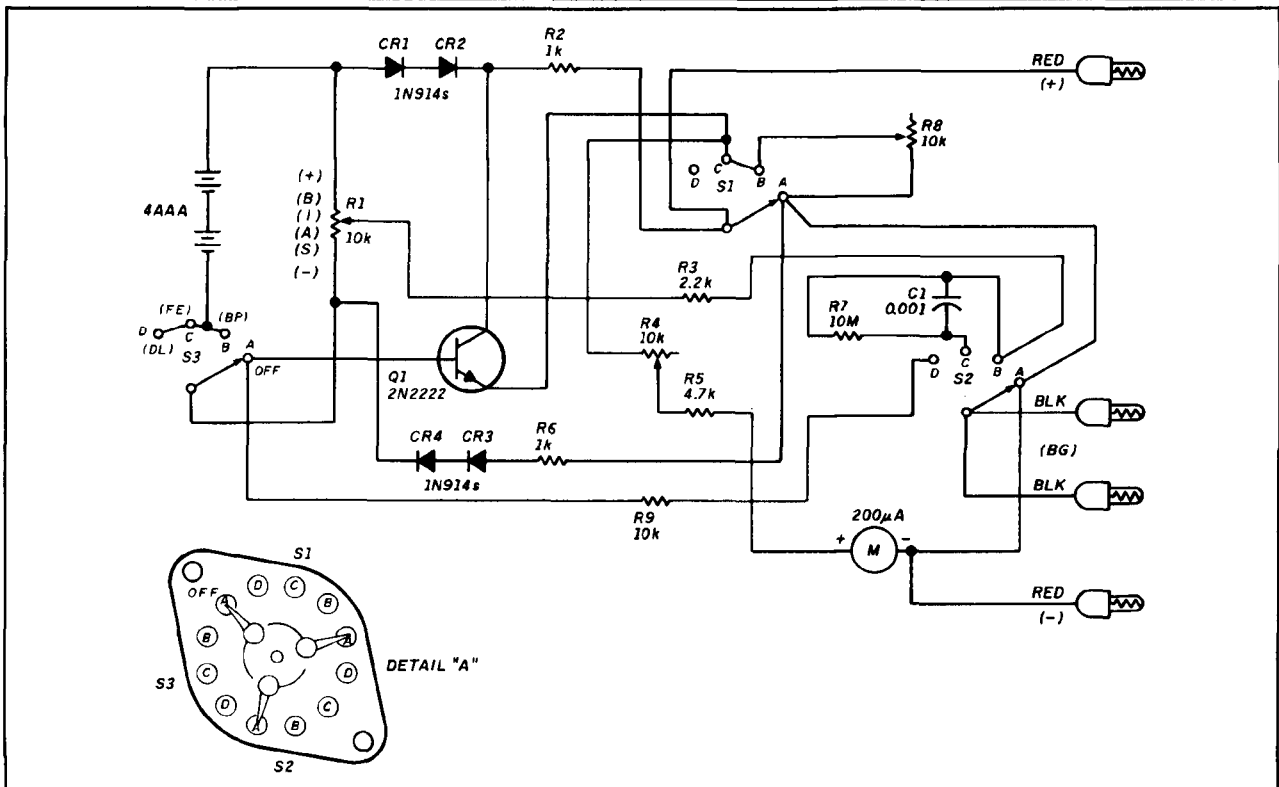 CR1
CR2
1N914s
R2
1k
RED
(+)
R8
10k
D
C
B
A
S1
4AAA
(+)
(B)
(I)
(A)
(S)
(-)
R1
10k
R3
2.2k
C1
0.001
R7
10M
R4
10k
D
C
B
A
S2
(FE)
(BP)
D
C
B
A
(DL)
S3
OFF
Q1
2N2222
R5
4.7k
BLK
(BG)
BLK
CR4
CR3
1N914s
R6
1k
R9
10k
200µA
+
M
-
RED
(-)
S1
OFF
A
D
C
B
A
B
C
D
S3
D
C
B
A
S2
DETAIL "A"